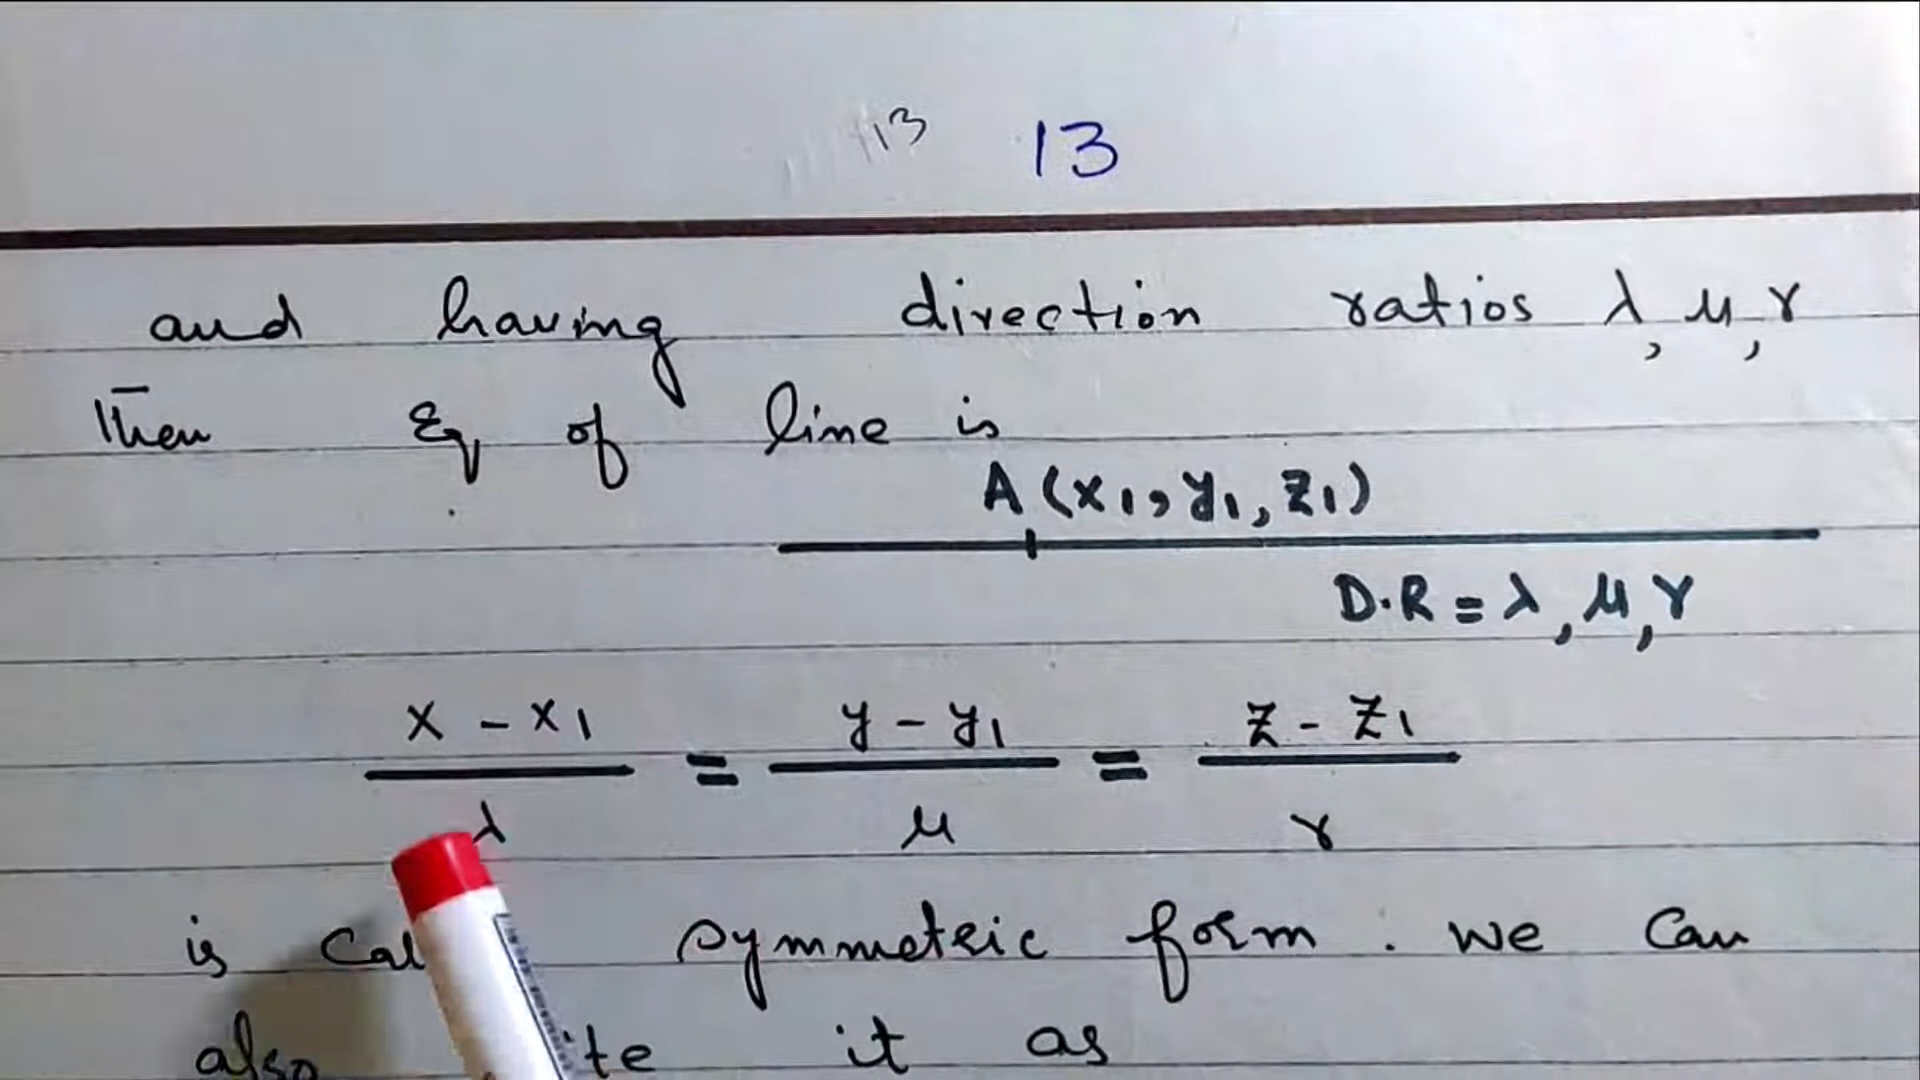 13 13
and having direction ratios λ, μ, γ
Then Eq of line is
A(x1, y1, z1)
D.R = λ, μ, γ
x - x1 / λ = y - y1 / μ = z - z1 / γ
is symmetric form. we can
also it as